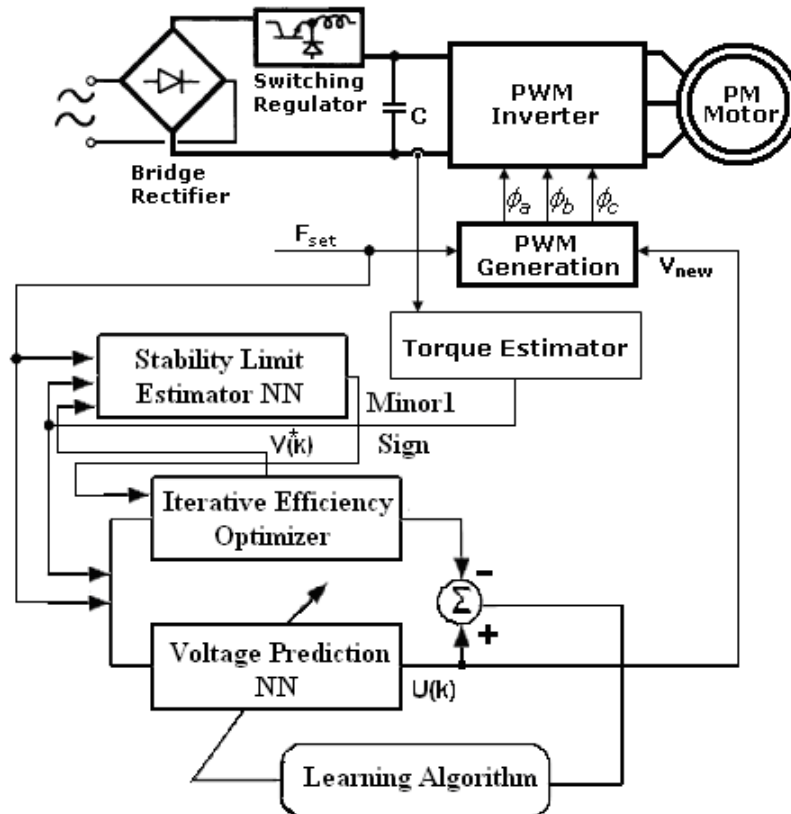 Switching
Regulator
C
PWM
Inverter
PM
Motor
Bridge
Rectifier
ϕa ϕb ϕc
Fset
PWM
Generation
Vnew
Torque Estimator
Stability Limit
Estimator NN
Minor1
Sign
V(k)*
Iterative Efficiency
Optimizer
-
Σ
+
Voltage Prediction
NN
U(k)
Learning Algorithm